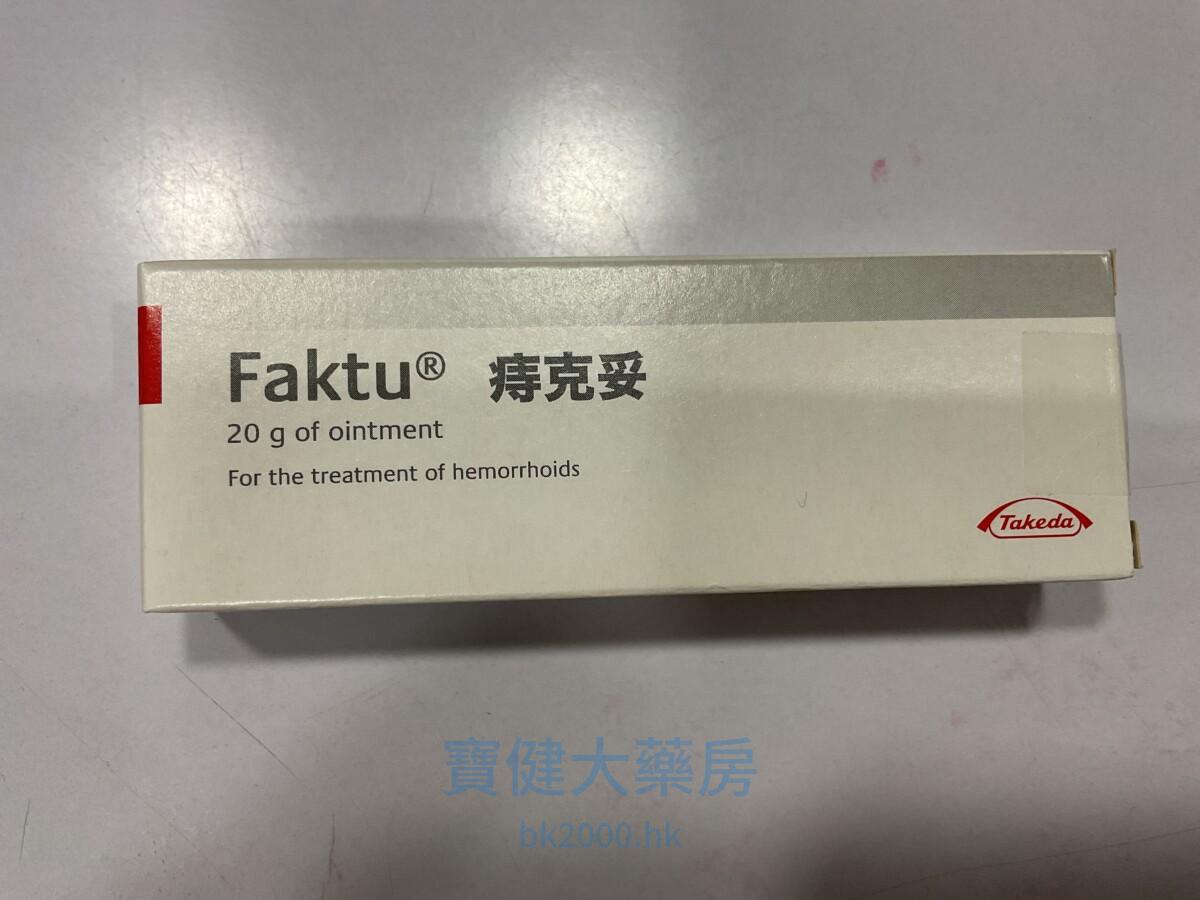 Faktu® 痔克妥
20 g of ointment
For the treatment of hemorrhoids
Takeda
寶健大藥房
bk2000.hk